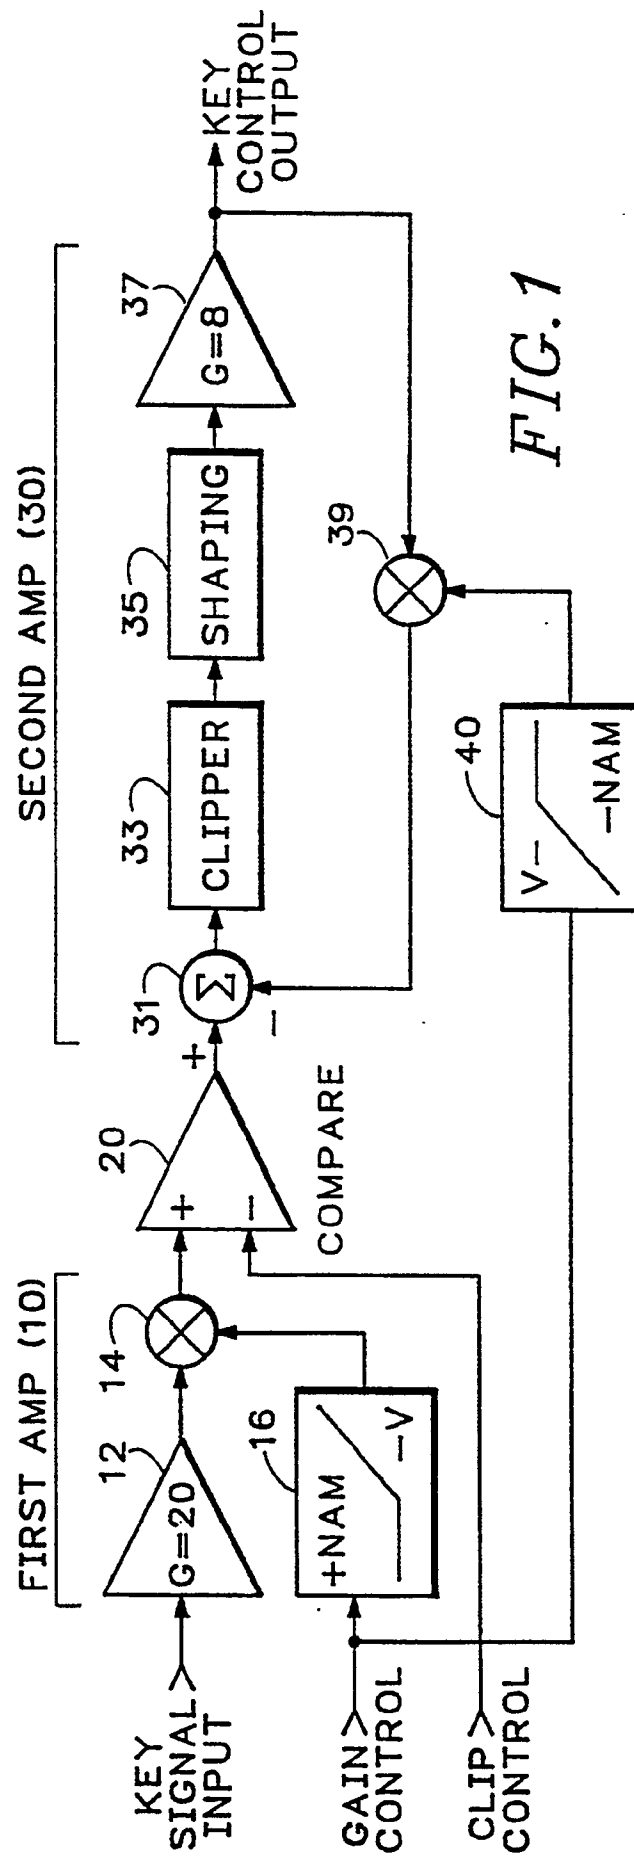 FIRST AMP (10)
SECOND AMP (30)
KEY
SIGNAL>
INPUT
12
G=20
14
16
+NAM
−V
GAIN>
CONTROL
CLIP>
CONTROL
20
+
−
COMPARE
+
−
31
Σ
33
CLIPPER
35
SHAPING
37
G=8
KEY
CONTROL
OUTPUT
39
40
V−
−NAM
FIG.1